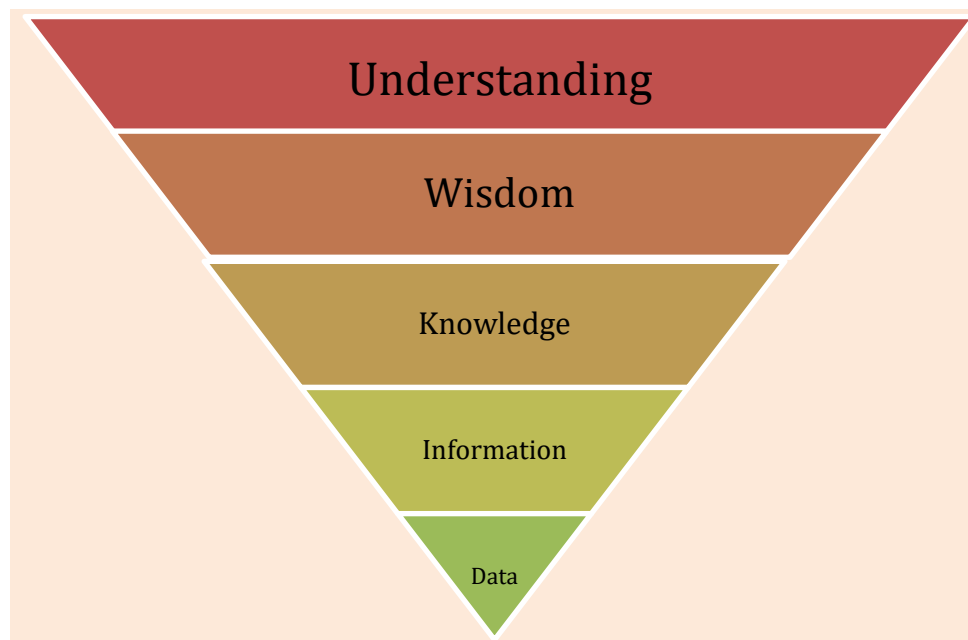 Understanding
Wisdom
Knowledge
Information
Data